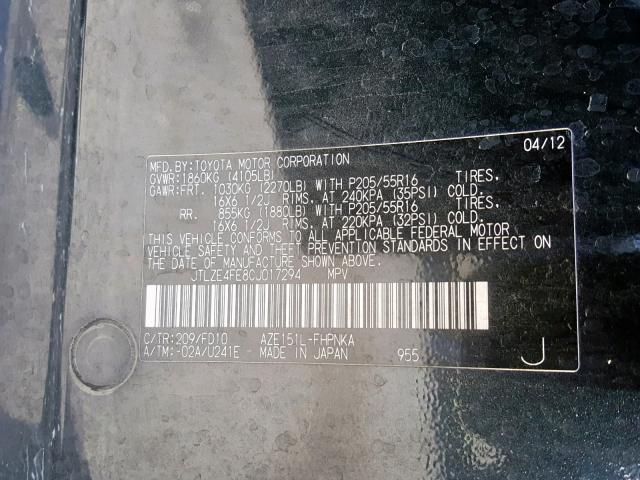 MFD.BY:TOYOTA MOTOR CORPORATION 04/12
GVWR:1860KG (4105LB)
GAWR:FRT. 1030KG (2270LB) WITH P205/55R16 TIRES,
16X6 1/2J RIMS, AT 240KPA (35PSI) COLD.
RR. 855KG (1880LB) WITH P205/55R16 TIRES,
16X6 1/2J RIMS, AT 220KPA (32PSI) COLD.
THIS VEHICLE CONFORMS TO ALL APPLICABLE FEDERAL MOTOR
VEHICLE SAFETY AND THEFT PREVENTION STANDARDS IN EFFECT ON
THE DATE OF MANUFACTURE SHOWN ABOVE.
JTLZE4FE8CJ017294 MPV
C/TR:209/FD10 AZE151L-FHPNKA
A/TM:-02A/U241E - MADE IN JAPAN 955 J